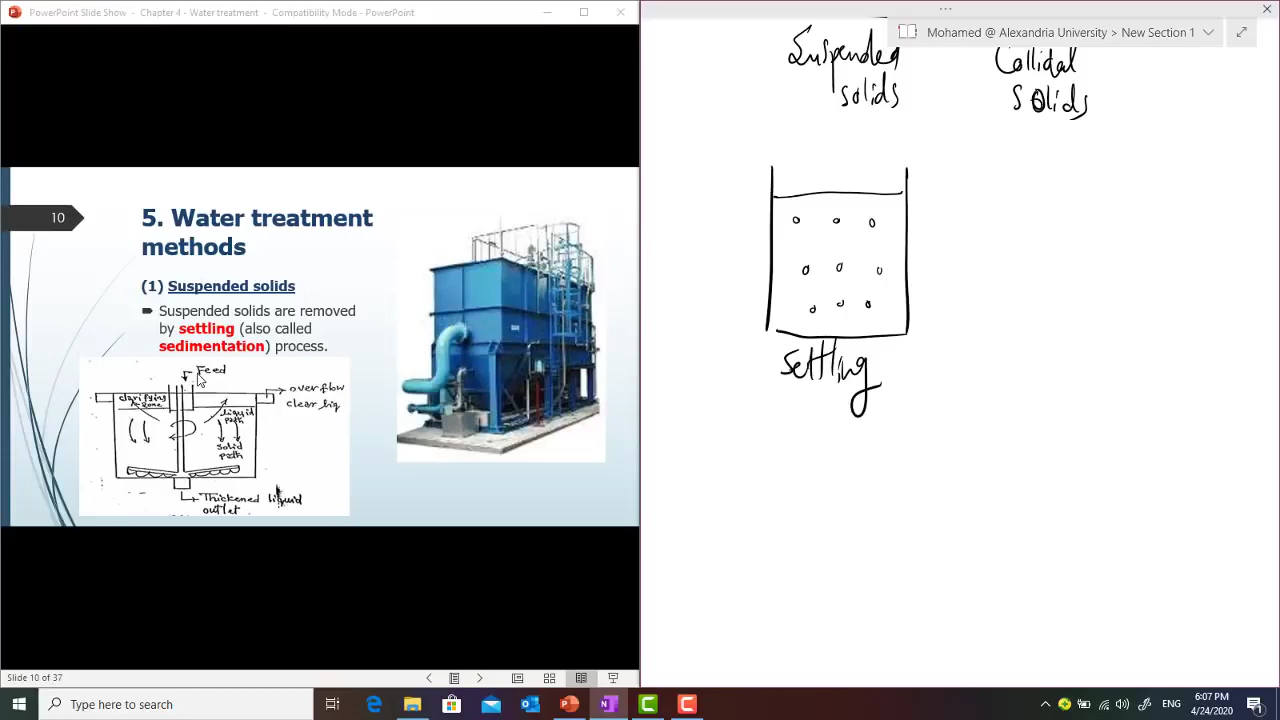 PowerPoint Slide Show - Chapter 4 - Water treatment - Compatibility Mode - PowerPoint
10
5. Water treatment
methods
(1) Suspended solids
Suspended solids are removed
by settling (also called
sedimentation) process.
Feed
over flow
clear liq
clarifying
zone
liquid
path
solid
path
Thickened liquid
outlet
Slide 10 of 37
Mohamed @ Alexandria University > New Section 1
Suspended
solids
Collidal
Solids
settling
Type here to search
ENG
6:07 PM
4/24/2020